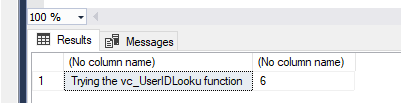 100 %
Results Messages
(No column name) (No column name)
1 Trying the vc_UserIDLooku function 6